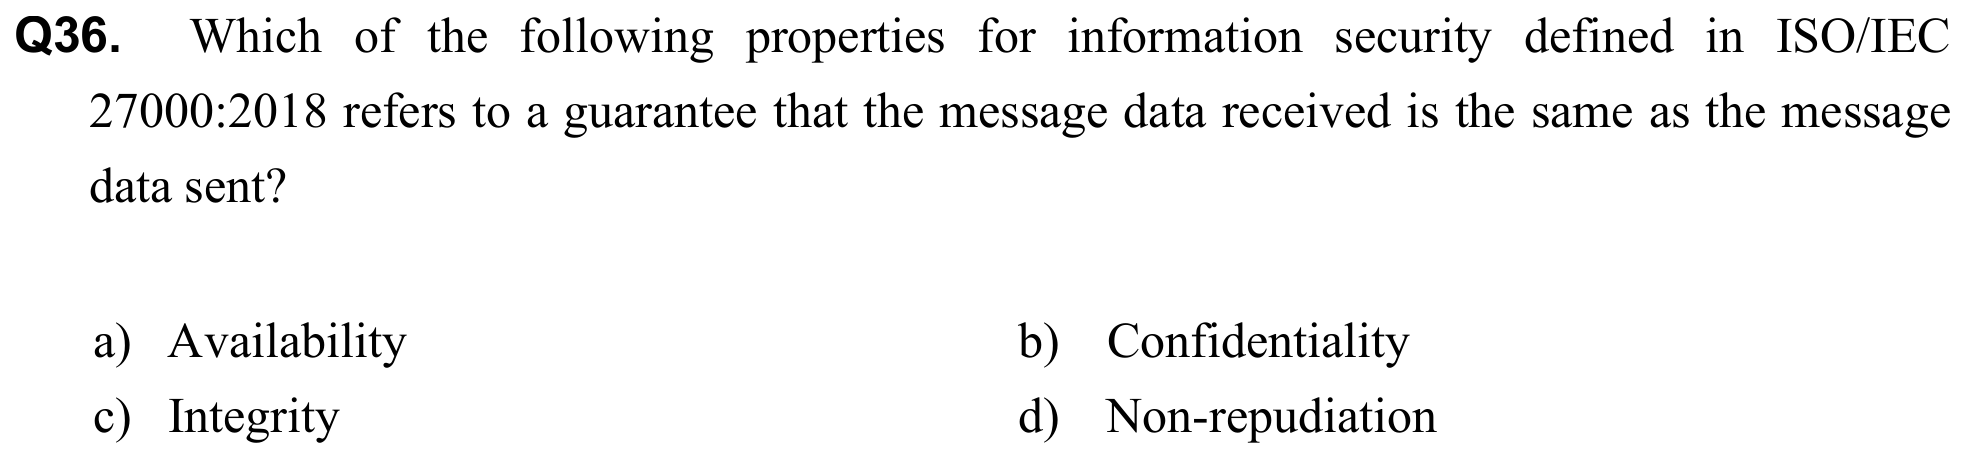 Q36. Which of the following properties for information security defined in ISO/IEC
27000:2018 refers to a guarantee that the message data received is the same as the message
data sent?
a) Availability b) Confidentiality
c) Integrity d) Non-repudiation